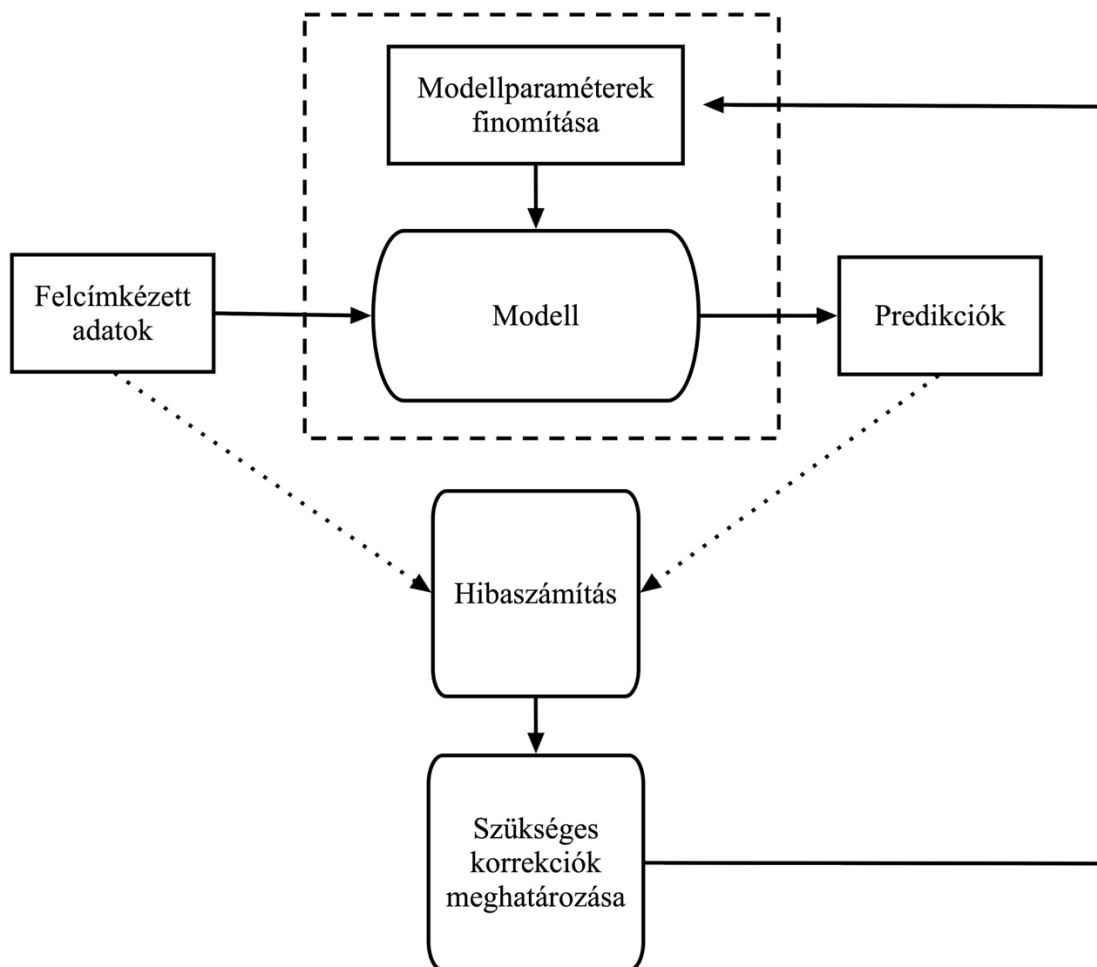 Modellparaméterek
finomítása
Felcímkézett
adatok
Modell
Predikciók
Hibaszámítás
Szükséges
korrekciók
meghatározása